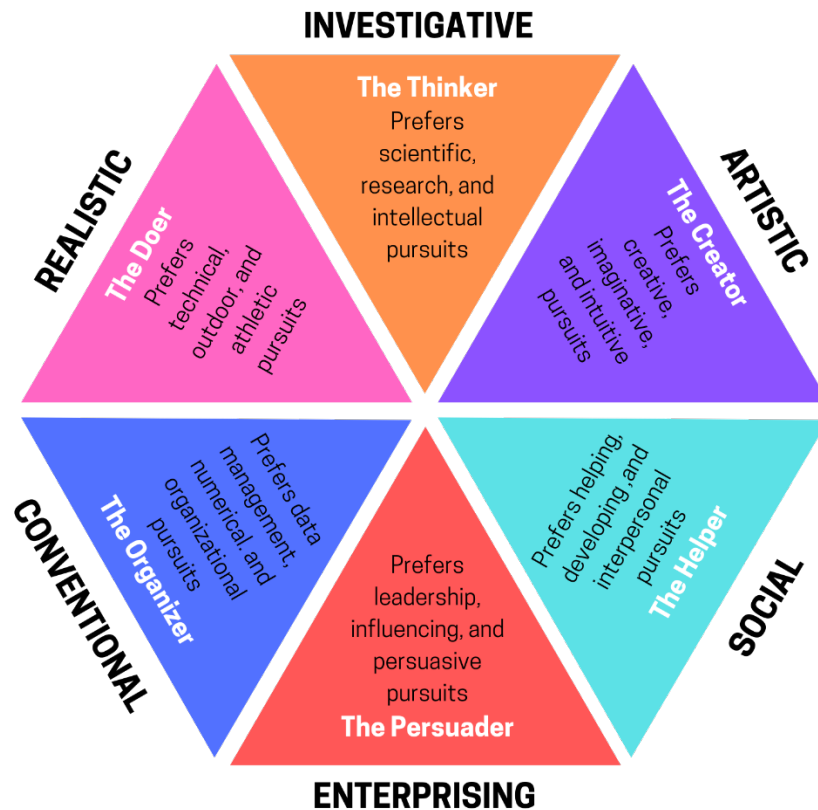 INVESTIGATIVE
The Thinker
Prefers
scientific,
research, and
intellectual
pursuits
ARTISTIC
The Creator
Prefers
creative,
imaginative,
and intuitive
pursuits
SOCIAL
Prefers helping,
developing, and
interpersonal
pursuits
The Helper
ENTERPRISING
Prefers
leadership,
influencing, and
persuasive
pursuits
The Persuader
CONVENTIONAL
Prefers data
management,
numerical. and
organizational
pursuits
The Organizer
REALISTIC
The Doer
Prefers
technical,
outdoor, and
athletic
pursuits